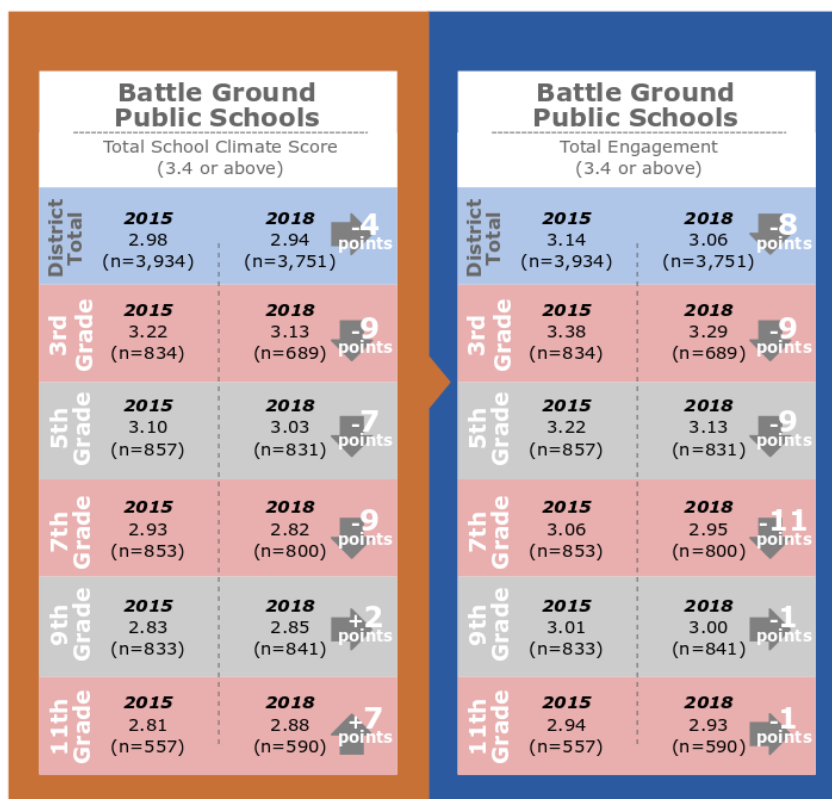 Battle Ground
Public Schools
Total School Climate Score
(3.4 or above)
District
Total
2015 2018
2.98 2.94
(n=3,934) (n=3,751)
-4
points
3rd
Grade
2015 2018
3.22 3.13
(n=834) (n=689)
-9
points
5th
Grade
2015 2018
3.10 3.03
(n=857) (n=831)
-7
points
7th
Grade
2015 2018
2.93 2.82
(n=853) (n=800)
-9
points
9th
Grade
2015 2018
2.83 2.85
(n=833) (n=841)
+2
points
11th
Grade
2015 2018
2.81 2.88
(n=557) (n=590)
+7
points
Battle Ground
Public Schools
Total Engagement
(3.4 or above)
District
Total
2015 2018
3.14 3.06
(n=3,934) (n=3,751)
-8
points
3rd
Grade
2015 2018
3.38 3.29
(n=834) (n=689)
-9
points
5th
Grade
2015 2018
3.22 3.13
(n=857) (n=831)
-9
points
7th
Grade
2015 2018
3.06 2.95
(n=853) (n=800)
-11
points
9th
Grade
2015 2018
3.01 3.00
(n=833) (n=841)
-1
points
11th
Grade
2015 2018
2.94 2.93
(n=557) (n=590)
-1
points